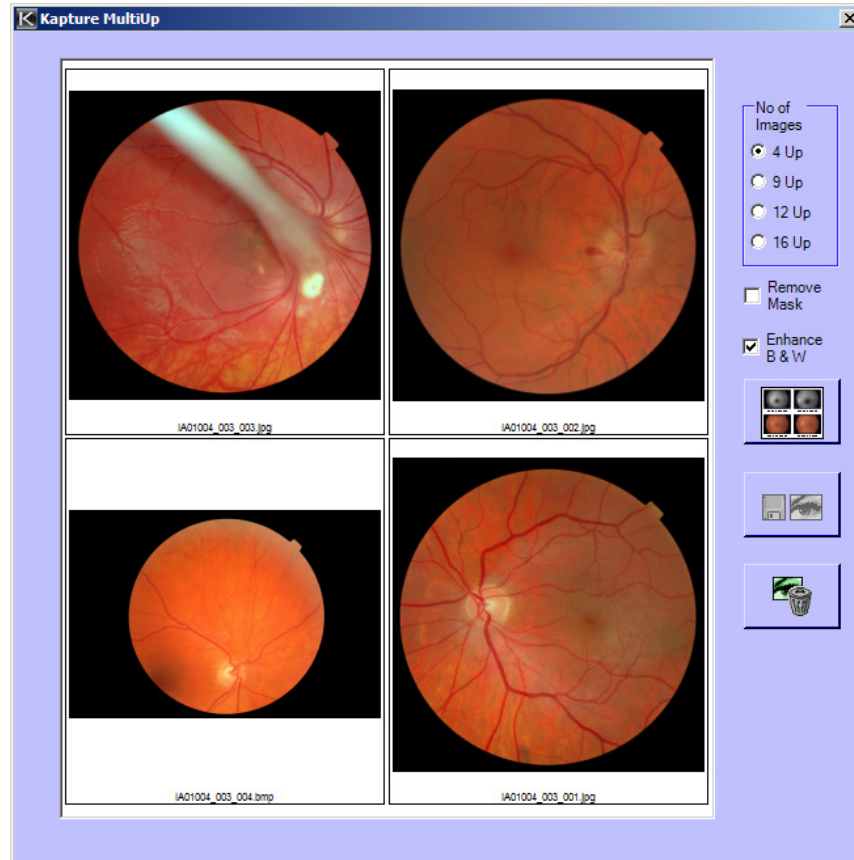 Kapture MultiUp
IA01004_003_003.jpg
IA01004_003_002.jpg
IA01004_003_004.bmp
IA01004_003_001.jpg
No of
Images
4 Up
9 Up
12 Up
16 Up
Remove
Mask
Enhance
B & W